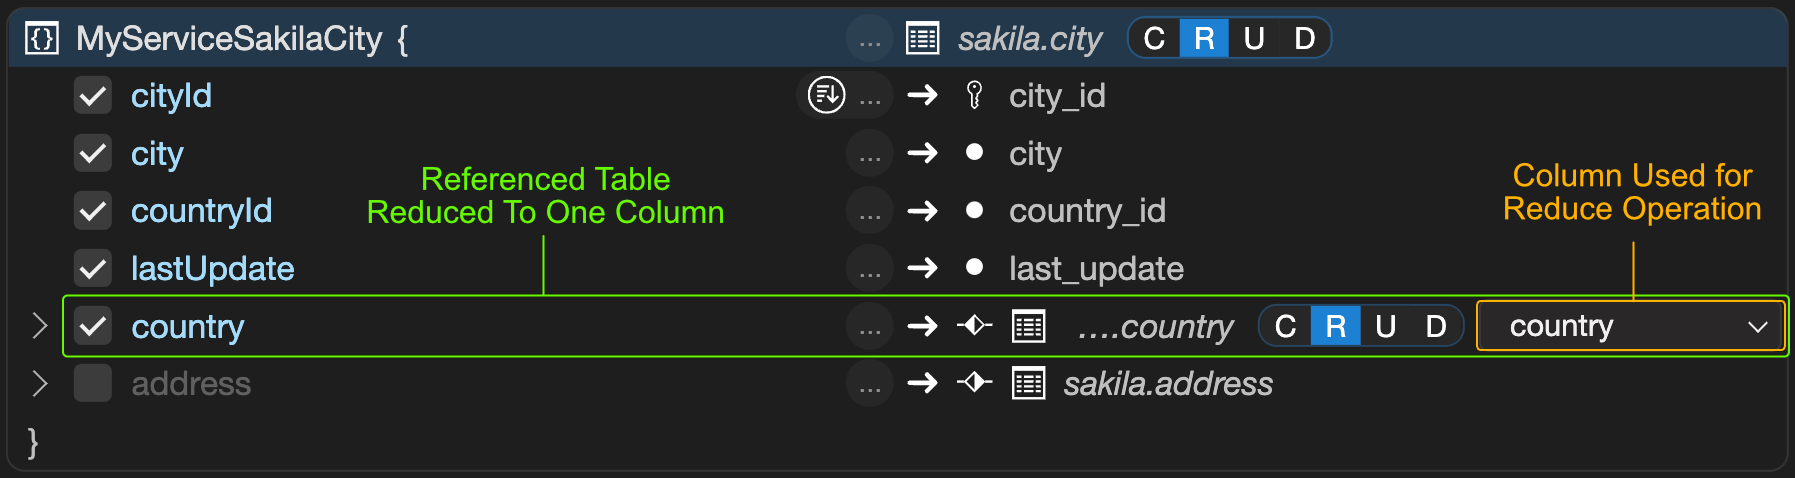 {} MyServiceSakilaCity { ... sakila.city C R U D
cityId ... city_id
city ... city
Referenced Table
Reduced To One Column
Column Used for
Reduce Operation
countryId ... country_id
lastUpdate ... last_update
country ... ....country C R U D country
address ... sakila.address
}